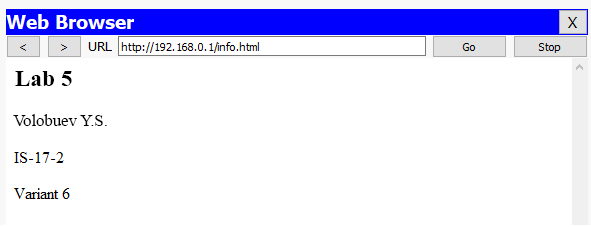 Web Browser X
< > URL http://192.168.0.1/info.html Go Stop
Lab 5
Volobuev Y.S.
IS-17-2
Variant 6